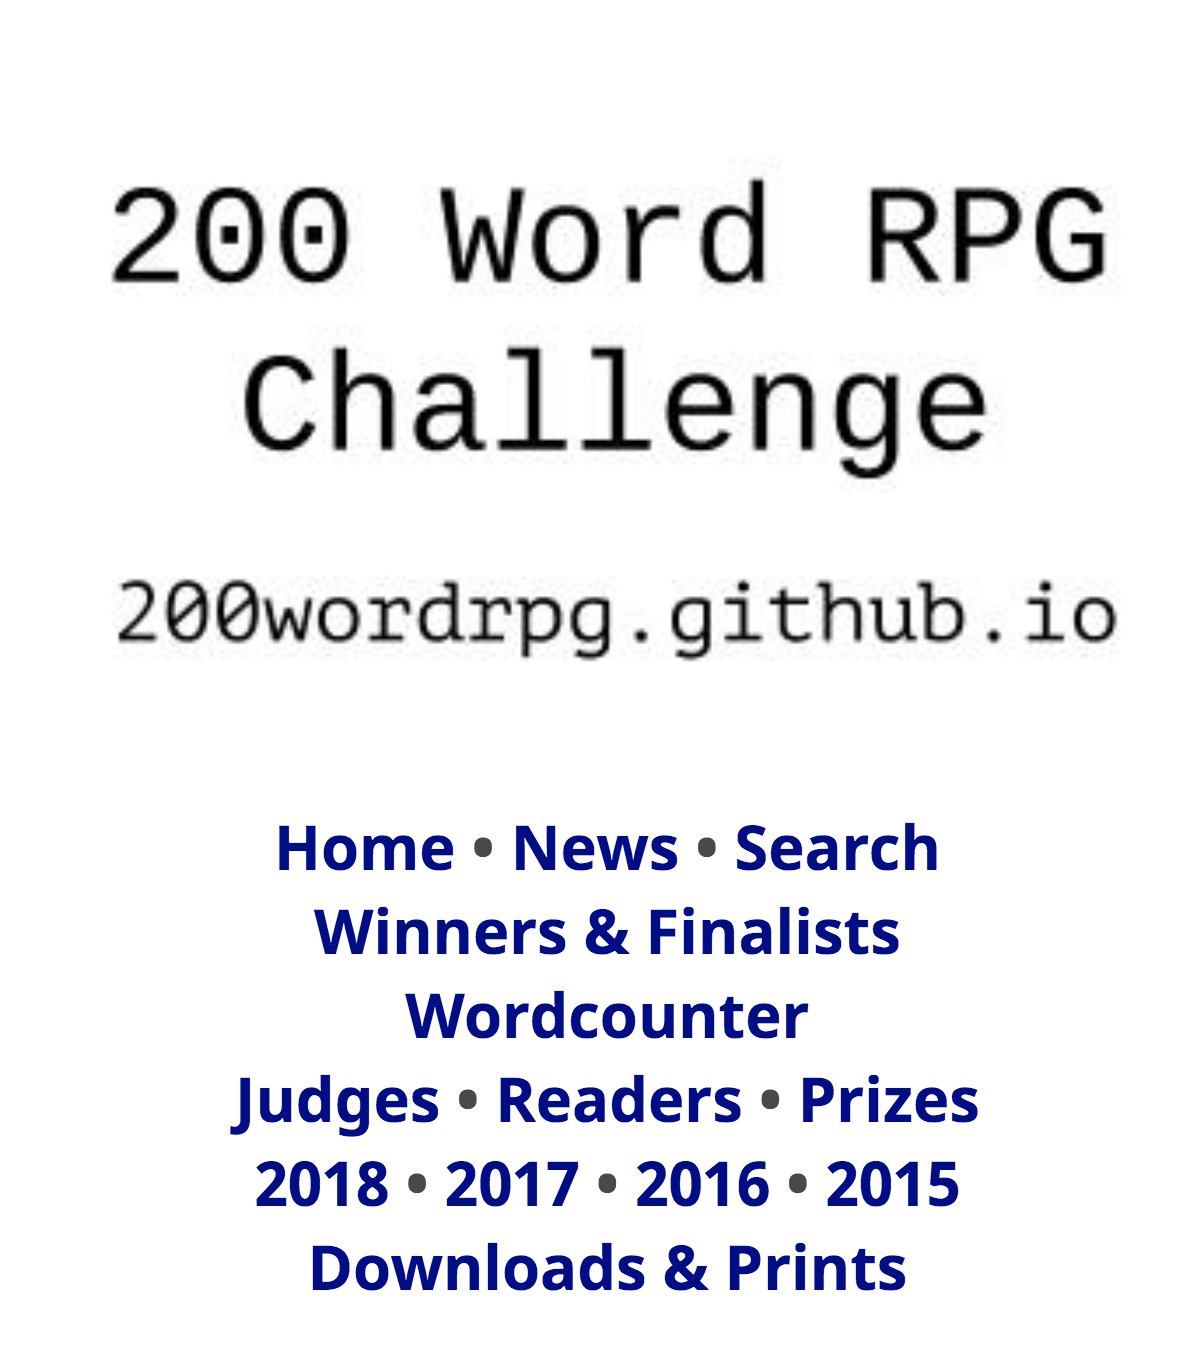 200 Word RPG
Challenge
200wordrpg.github.io
Home • News • Search
Winners & Finalists
Wordcounter
Judges • Readers • Prizes
2018 • 2017 • 2016 • 2015
Downloads & Prints